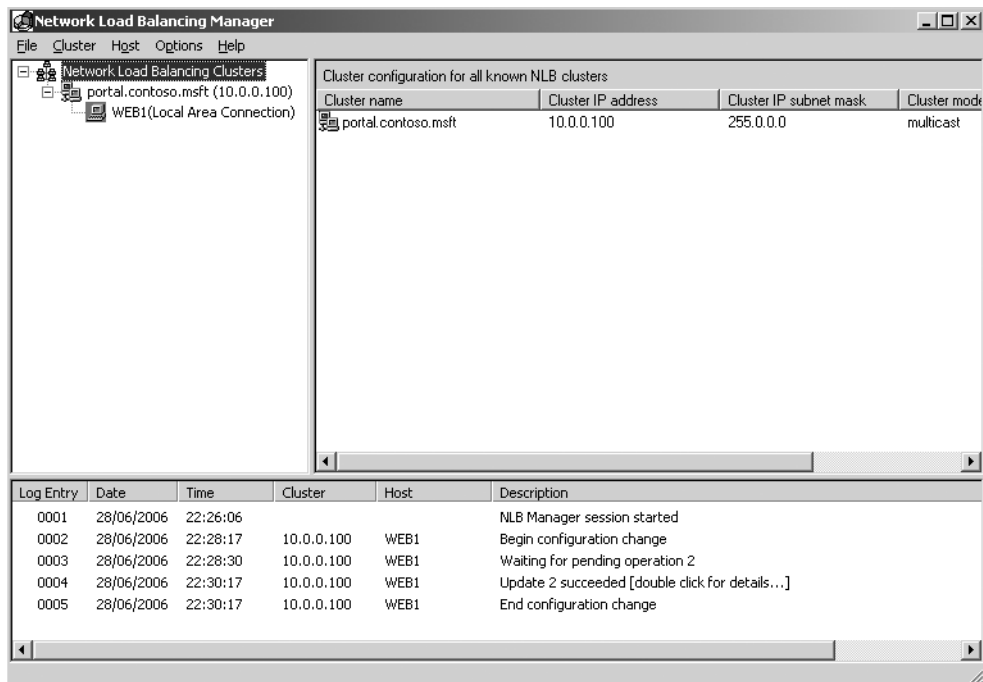 Network Load Balancing Manager
File Cluster Host Options Help
Network Load Balancing Clusters
portal.contoso.msft (10.0.0.100)
WEB1(Local Area Connection)
Cluster configuration for all known NLB clusters
Cluster name Cluster IP address Cluster IP subnet mask Cluster mode
portal.contoso.msft 10.0.0.100 255.0.0.0 multicast
Log Entry Date Time Cluster Host Description
0001 28/06/2006 22:26:06 NLB Manager session started
0002 28/06/2006 22:28:17 10.0.0.100 WEB1 Begin configuration change
0003 28/06/2006 22:28:30 10.0.0.100 WEB1 Waiting for pending operation 2
0004 28/06/2006 22:30:17 10.0.0.100 WEB1 Update 2 succeeded [double click for details...]
0005 28/06/2006 22:30:17 10.0.0.100 WEB1 End configuration change